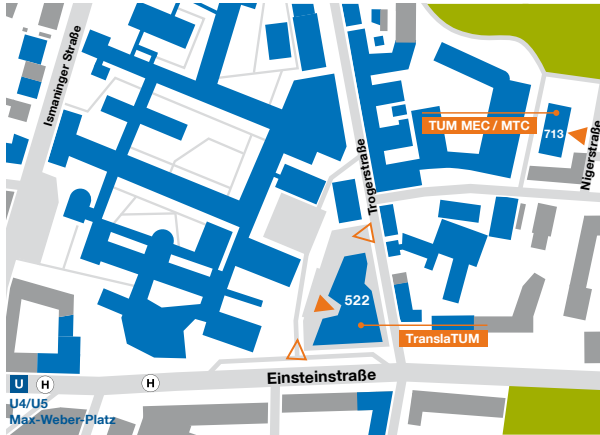 Ismaninger Straße
TUM MEC / MTC
713
Nigerstraße
Trogerstraße
522
TranslaTUM
Einsteinstraße
U
H
H
U4/U5
Max-Weber-Platz